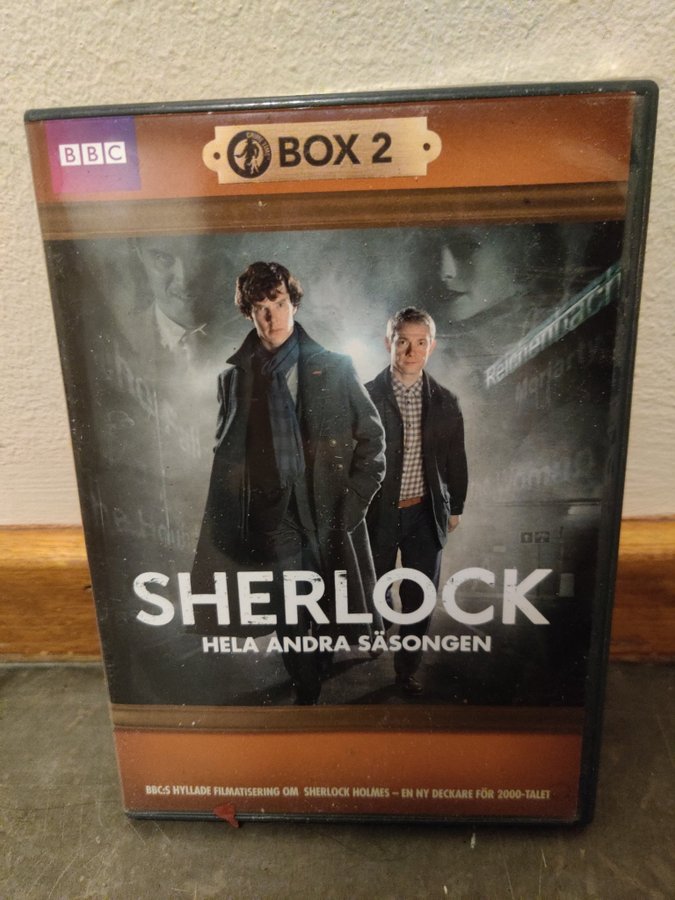 BBC
BOX 2
Reichenbach
SHERLOCK
HELA ANDRA SÄSONGEN
BBC:S HYLLADE FILMATISERING OM SHERLOCK HOLMES – EN NY DECKARE FÖR 2000-TALET